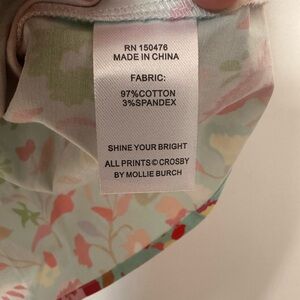 RN 150476
MADE IN CHINA
FABRIC:
97%COTTON
3%SPANDEX
SHINE YOUR BRIGHT
ALL PRINTS © CROSBY
BY MOLLIE BURCH